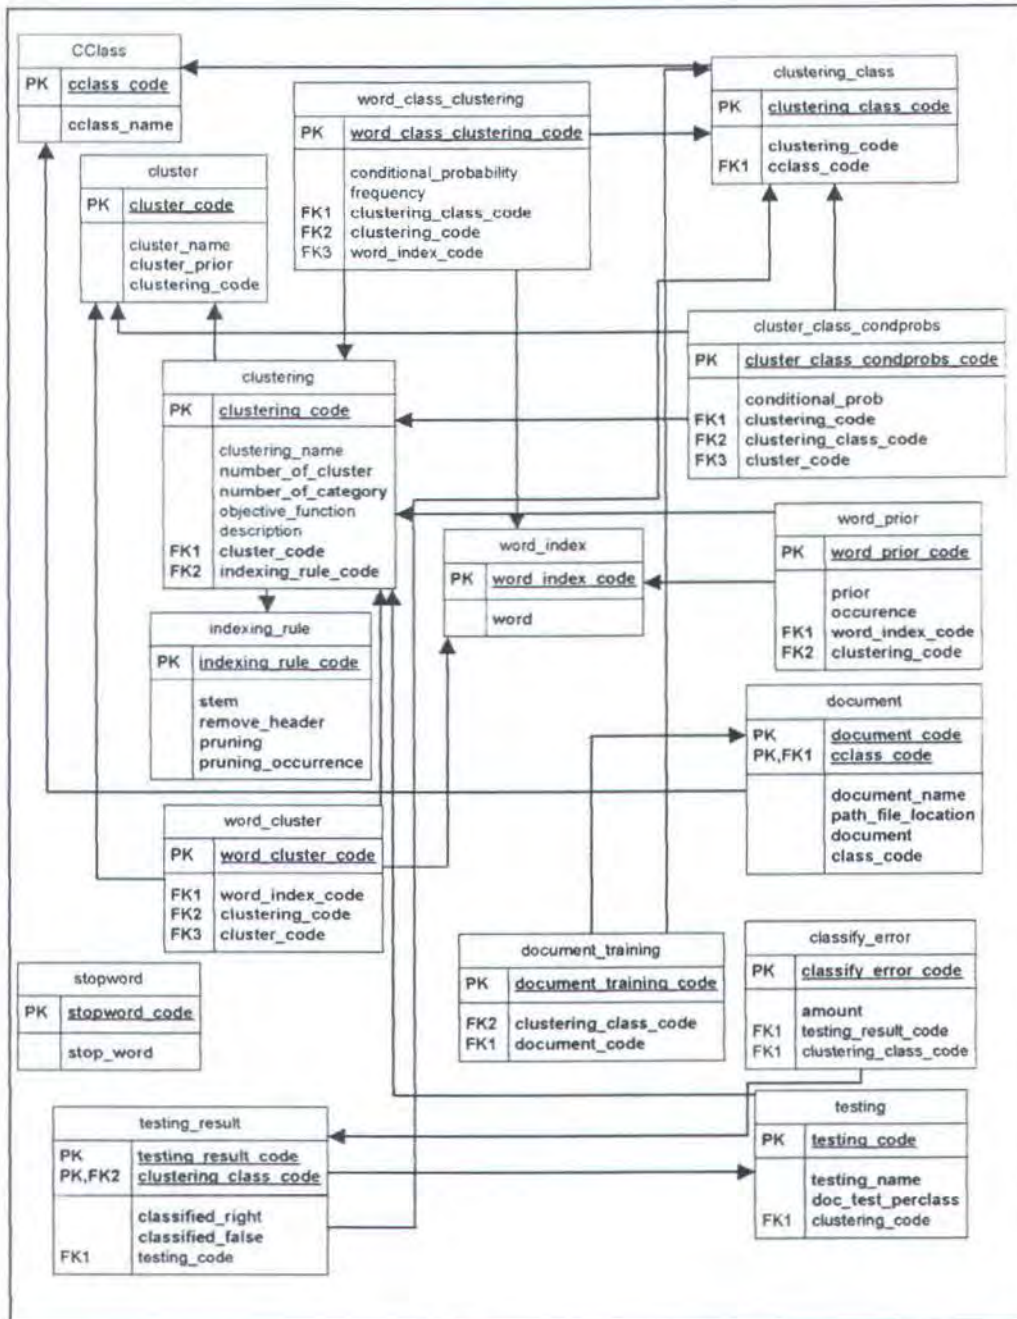 CClass
PK cclass_code
cclass_name
clustering_class
PK clustering_class_code
clustering_code
FK1 cclass_code
word_class_clustering
PK word_class_clustering_code
conditional_probability
frequency
FK1 clustering_class_code
FK2 clustering_code
FK3 word_index_code
cluster
PK cluster_code
cluster_name
cluster_prior
clustering_code
cluster_class_condprobs
PK cluster_class_condprobs_code
conditional_prob
FK1 clustering_code
FK2 clustering_class_code
FK3 cluster_code
clustering
PK clustering_code
clustering_name
number_of_cluster
number_of_category
objective_function
description
FK1 cluster_code
FK2 indexing_rule_code
word_index
PK word_index_code
word
word_prior
PK word_prior_code
prior
occurence
FK1 word_index_code
FK2 clustering_code
indexing_rule
PK indexing_rule_code
stem
remove_header
pruning
pruning_occurrence
document
PK document_code
PK,FK1 cclass_code
document_name
path_file_location
document
class_code
word_cluster
PK word_cluster_code
FK1 word_index_code
FK2 clustering_code
FK3 cluster_code
document_training
PK document_training_code
FK2 clustering_class_code
FK1 document_code
classify_error
PK classify_error_code
amount
FK1 testing_result_code
FK1 clustering_class_code
stopword
PK stopword_code
stop_word
testing_result
PK testing_result_code
PK,FK2 clustering_class_code
classified_right
classified_false
FK1 testing_code
testing
PK testing_code
testing_name
doc_test_perclass
FK1 clustering_code